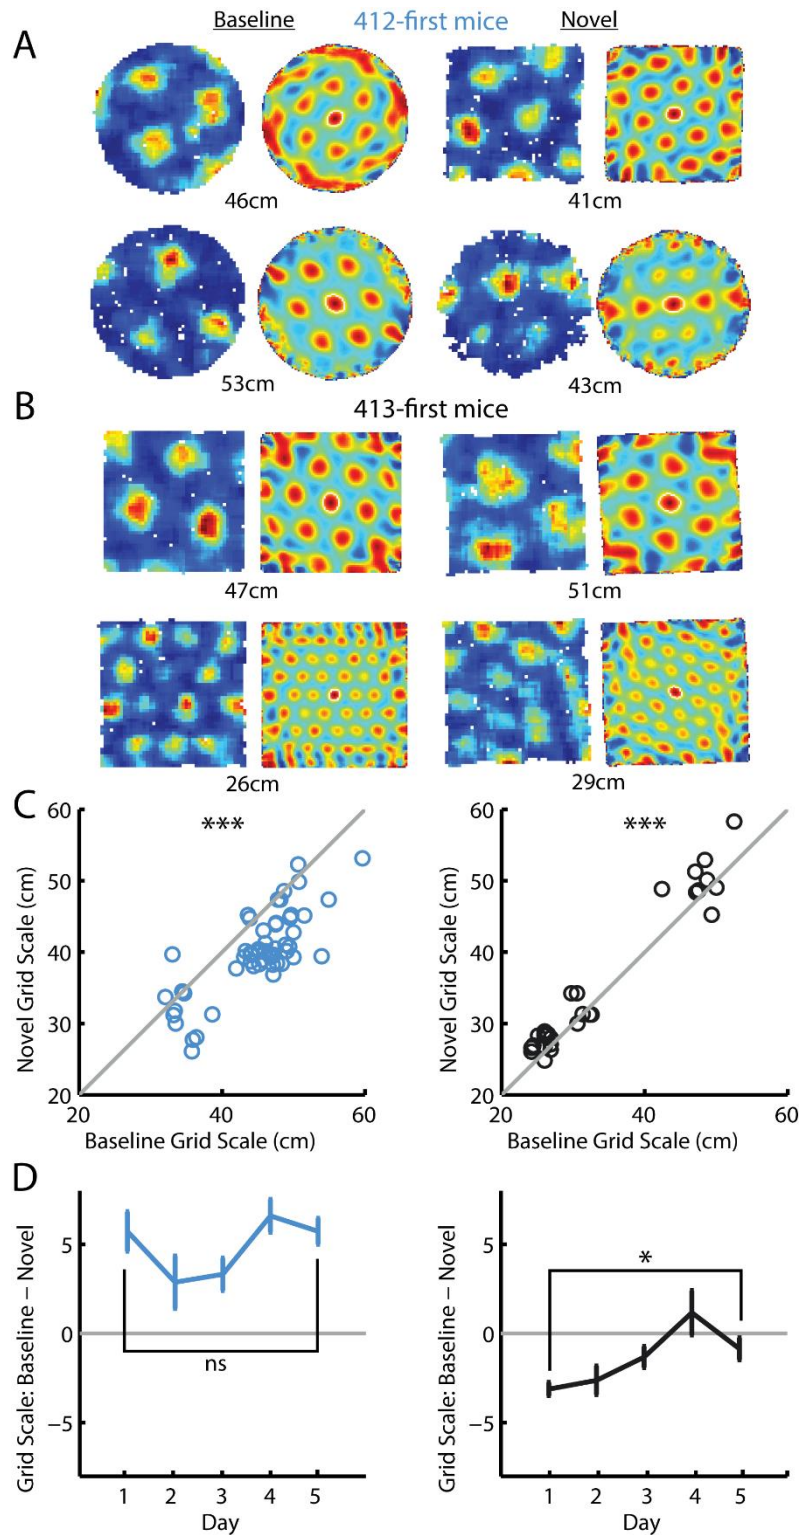 Baseline 412-first mice Novel
A
46cm 41cm
53cm 43cm
B 413-first mice
47cm 51cm
26cm 29cm
C
60
50
40
30
20
20 40 60
***
Novel Grid Scale (cm)
Baseline Grid Scale (cm)
60
50
40
30
20
20 40 60
***
Novel Grid Scale (cm)
Baseline Grid Scale (cm)
D
5
0
−5
ns
Grid Scale: Baseline – Novel
1 2 3 4 5
Day
5
0
−5
*
Grid Scale: Baseline – Novel
1 2 3 4 5
Day